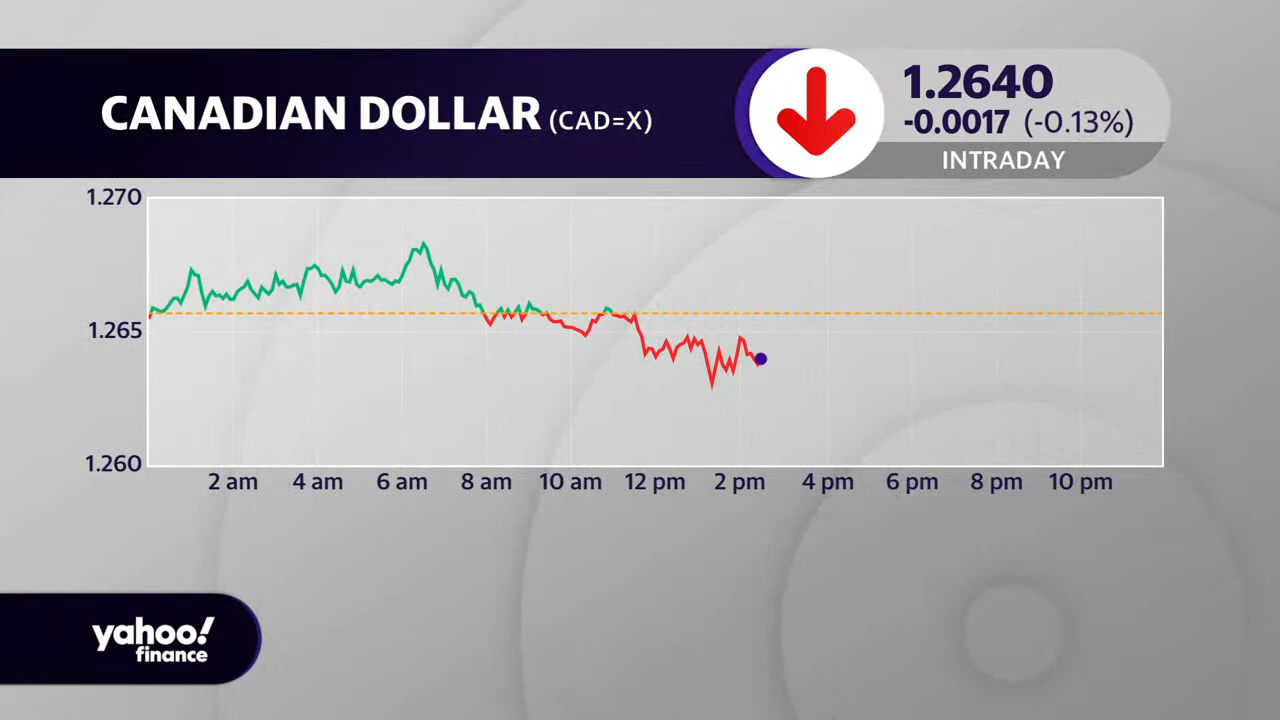 CANADIAN DOLLAR (CAD=X)
1.2640
-0.0017 (-0.13%)
INTRADAY
1.270
1.265
1.260
2 am 4 am 6 am 8 am 10 am 12 pm 2 pm 4 pm 6 pm 8 pm 10 pm
yahoo!
finance